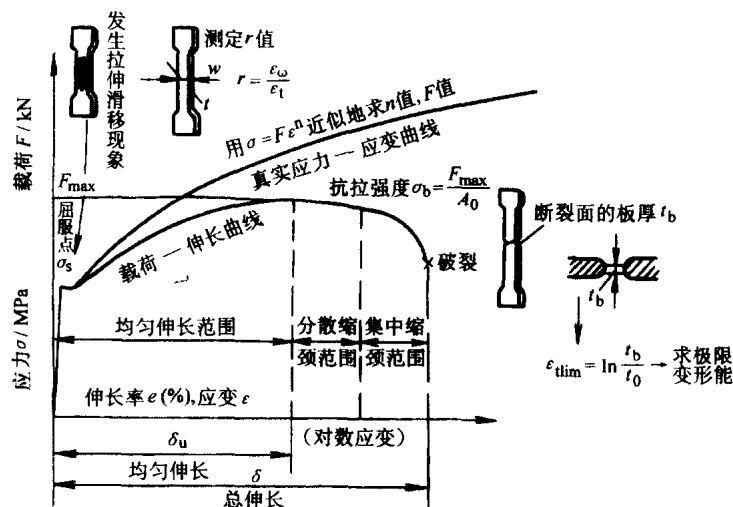 发生拉伸滑移现象
测定r值
w
t
r = εω/εt
载荷 F/kN
用σ=Fεⁿ近似地求n值,F值
真实应力—应变曲线
Fmax
抗拉强度σb = Fmax/A0
屈服点
σs
载荷—伸长曲线
断裂面的板厚 tb
破裂
tb
应力σ/MPa
均匀伸长范围
分散缩
颈范围
集中缩
颈范围
εtlim = ln tb/t0 → 求极限
变形能
伸长率 e(%),应变 ε
δu
(对数应变)
均匀伸长
δ
总伸长